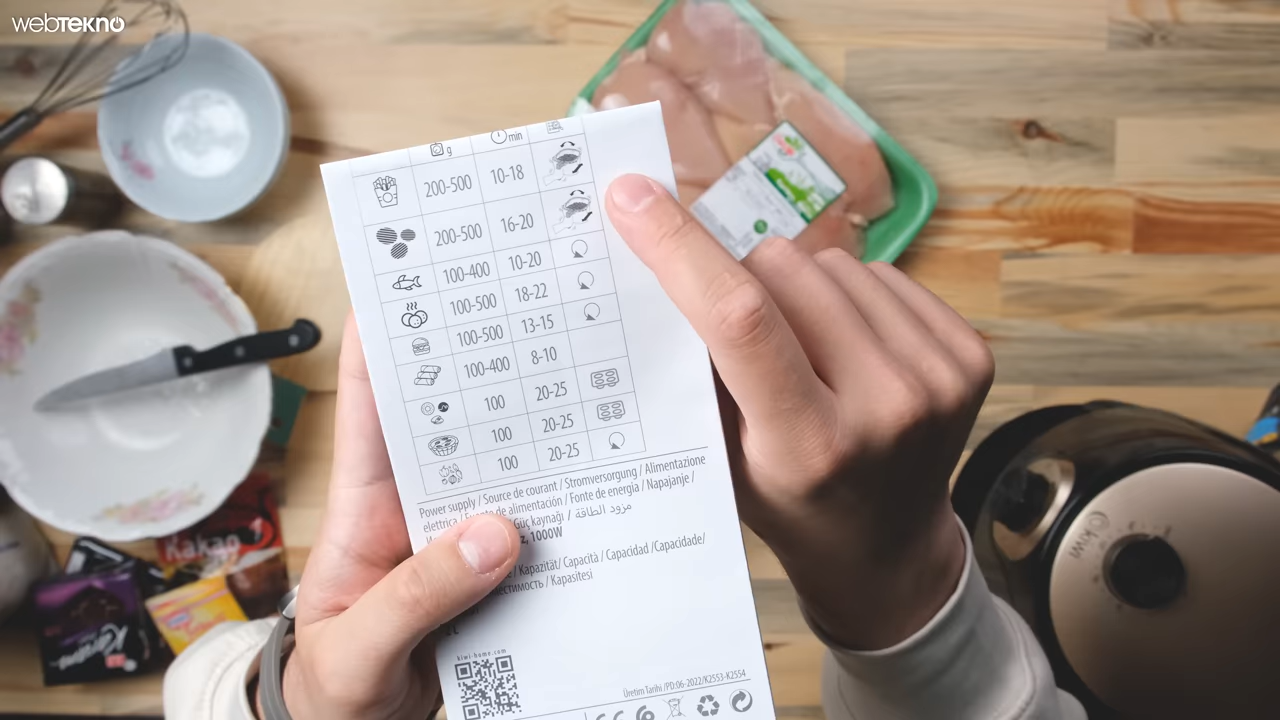 webTEKNO
g min
200-500 10-18
200-500 16-20
100-400 10-20
100-500 18-22
100-500 13-15
100-400 8-10
100 20-25
100 20-25
100 20-25
Power supply / Source de courant / Stromversorgung / Alimentazione
elettrica / de alimentación / Fonte de energia / Napajanje /
Güç kaynağı / مزود الطاقة
z, 1000W
/ Kapazität/ Capacità / Capacidad /Capacidade/
/ Kapasitesi
kiwi-home.com
Üretim Tarihi /PD:06-2022/K2553-K2554
Kakao
kiwi